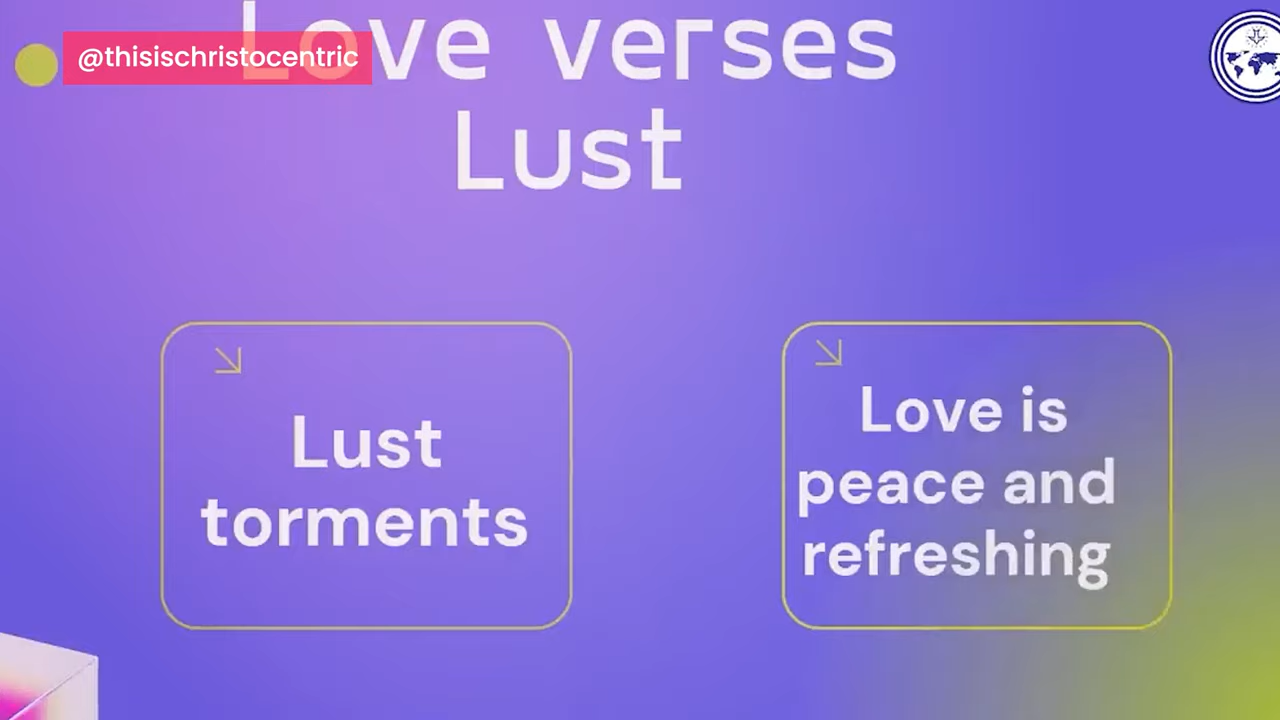 @thisischristocentric
Love verses
Lust
Lust
torments
Love is
peace and
refreshing